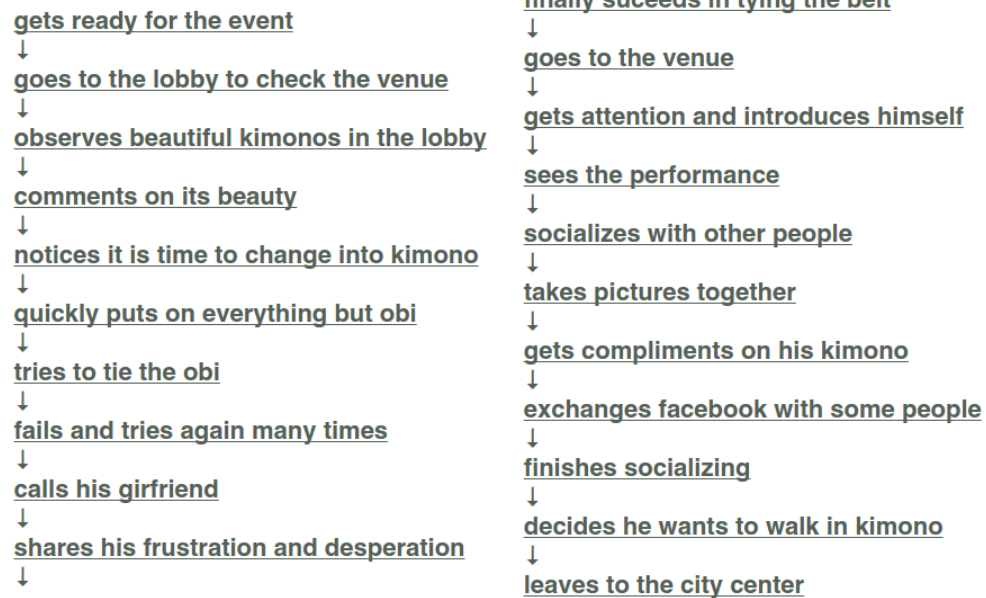 gets ready for the event
↓
goes to the lobby to check the venue
↓
observes beautiful kimonos in the lobby
↓
comments on its beauty
↓
notices it is time to change into kimono
↓
quickly puts on everything but obi
↓
tries to tie the obi
↓
fails and tries again many times
↓
calls his girfriend
↓
shares his frustration and desperation
↓
finally suceeds in tying the belt
↓
goes to the venue
↓
gets attention and introduces himself
↓
sees the performance
↓
socializes with other people
↓
takes pictures together
↓
gets compliments on his kimono
↓
exchanges facebook with some people
↓
finishes socializing
↓
decides he wants to walk in kimono
↓
leaves to the city center